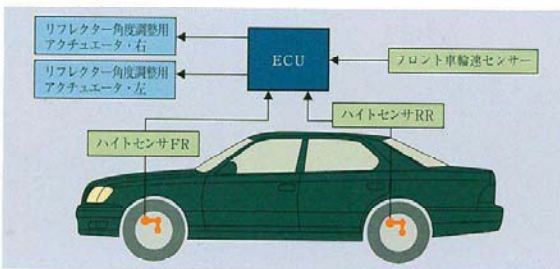 リフレクター角度調整用
アクチュエータ・右
リフレクター角度調整用
アクチュエータ・左
ECU
フロント車輪速センサー
ハイトセンサFR
ハイトセンサRR